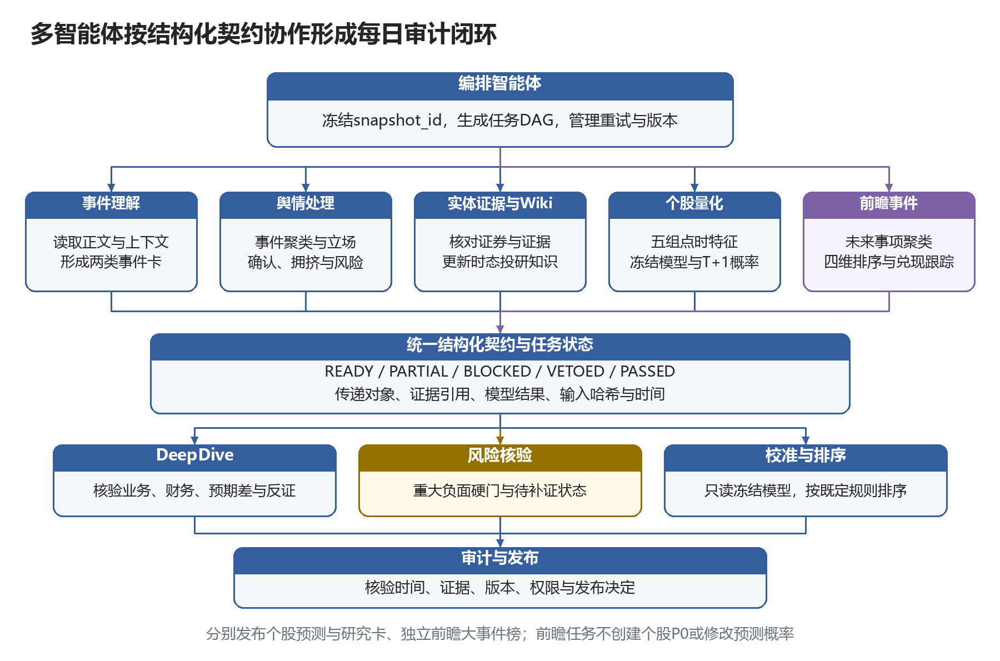 多智能体按结构化契约协作形成每日审计闭环
编排智能体
冻结snapshot_id，生成任务DAG，管理重试与版本
事件理解
读取正文与上下文
形成两类事件卡
舆情处理
事件聚类与立场
确认、拥挤与风险
实体证据与Wiki
核对证券与证据
更新时态投研知识
个股量化
五组点时特征
冻结模型与T+1概率
前瞻事件
未来事项聚类
四维排序与兑现跟踪
统一结构化契约与任务状态
READY / PARTIAL / BLOCKED / VETOED / PASSED
传递对象、证据引用、模型结果、输入哈希与时间
DeepDive
核验业务、财务、预期差与反证
风险核验
重大负面硬门与待补证状态
校准与排序
只读冻结模型，按既定规则排序
审计与发布
核验时间、证据、版本、权限与发布决定
分别发布个股预测与研究卡、独立前瞻大事件榜；前瞻任务不创建个股P0或修改预测概率